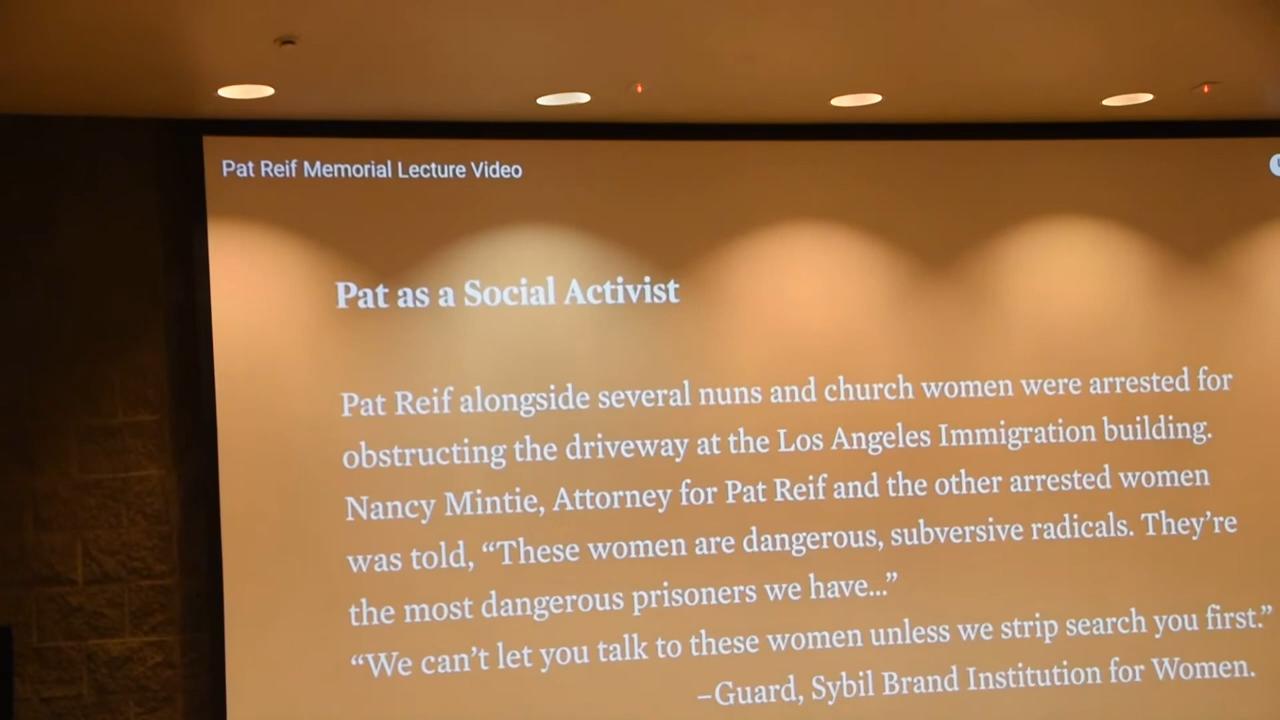 Pat Reif Memorial Lecture Video
Pat as a Social Activist
Pat Reif alongside several nuns and church women were arrested for
obstructing the driveway at the Los Angeles Immigration building.
Nancy Mintie, Attorney for Pat Reif and the other arrested women
was told, “These women are dangerous, subversive radicals. They’re
the most dangerous prisoners we have...”
“We can’t let you talk to these women unless we strip search you first.”
–Guard, Sybil Brand Institution for Women.